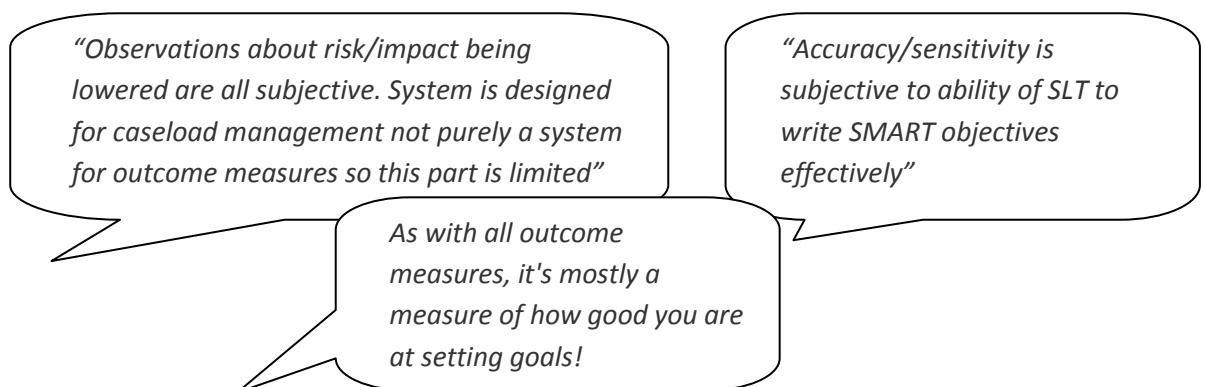 “Observations about risk/impact being
lowered are all subjective. System is designed
for caseload management not purely a system
for outcome measures so this part is limited”
“Accuracy/sensitivity is
subjective to ability of SLT to
write SMART objectives
effectively”
As with all outcome
measures, it's mostly a
measure of how good you are
at setting goals!